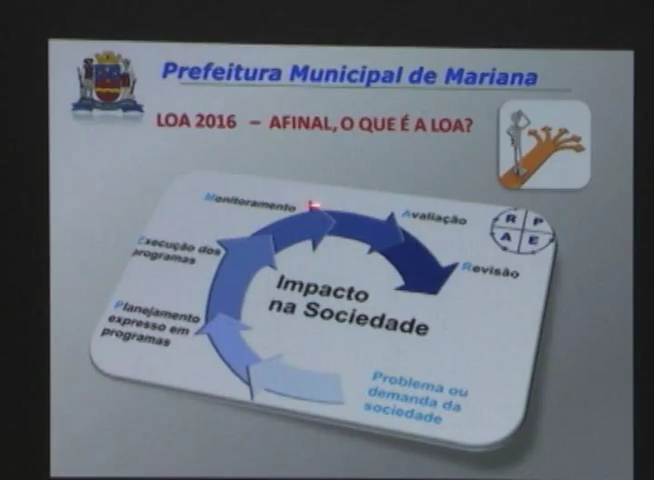 Prefeitura Municipal de Mariana
LOA 2016 – AFINAL, O QUE É A LOA?
Monitoramento
Avaliação
R P
A E
Execução dos
programas
Revisão
Impacto
na Sociedade
Planejamento
expresso em
programas
Problema ou
demanda da
sociedade